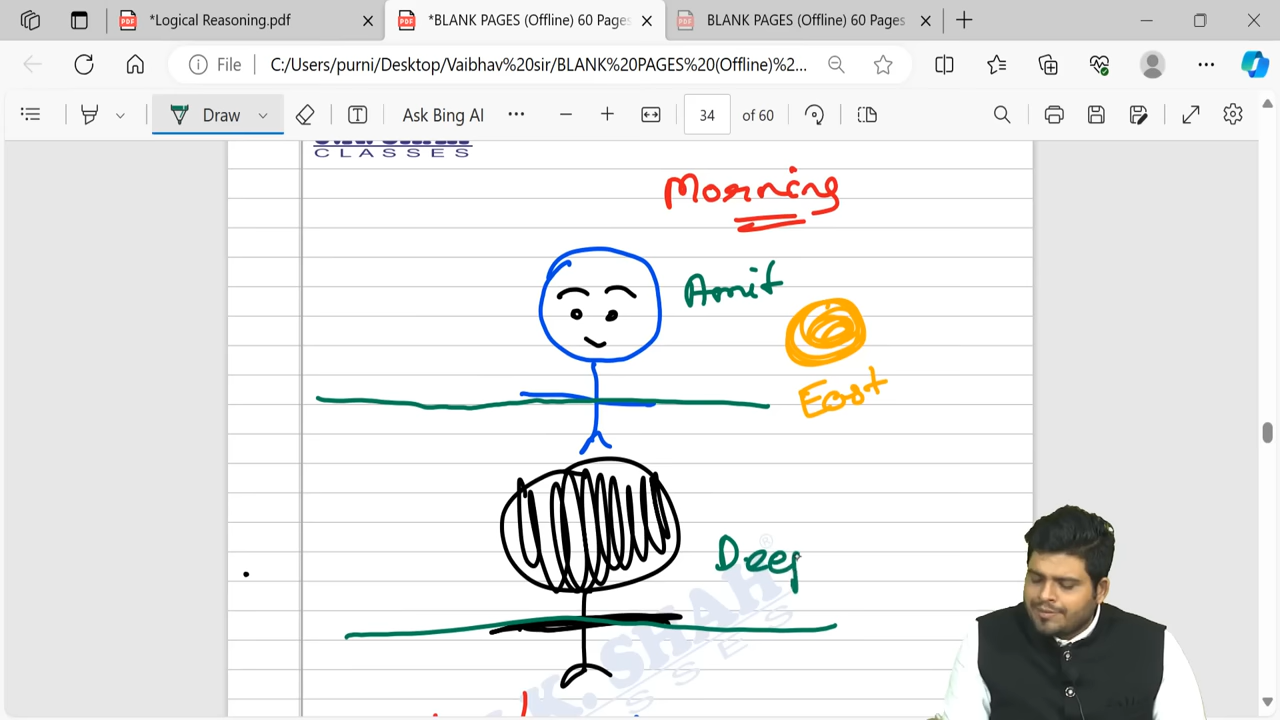 *Logical Reasoning.pdf
*BLANK PAGES (Offline) 60 Pages
BLANK PAGES (Offline) 60 Pages
File
C:/Users/purni/Desktop/Vaibhav%20sir/BLANK%20PAGES%20(Offline)%2...
Draw
Ask Bing AI
34
of 60
CLASSES
Morning
Amit
East
Deep
K. SHAH